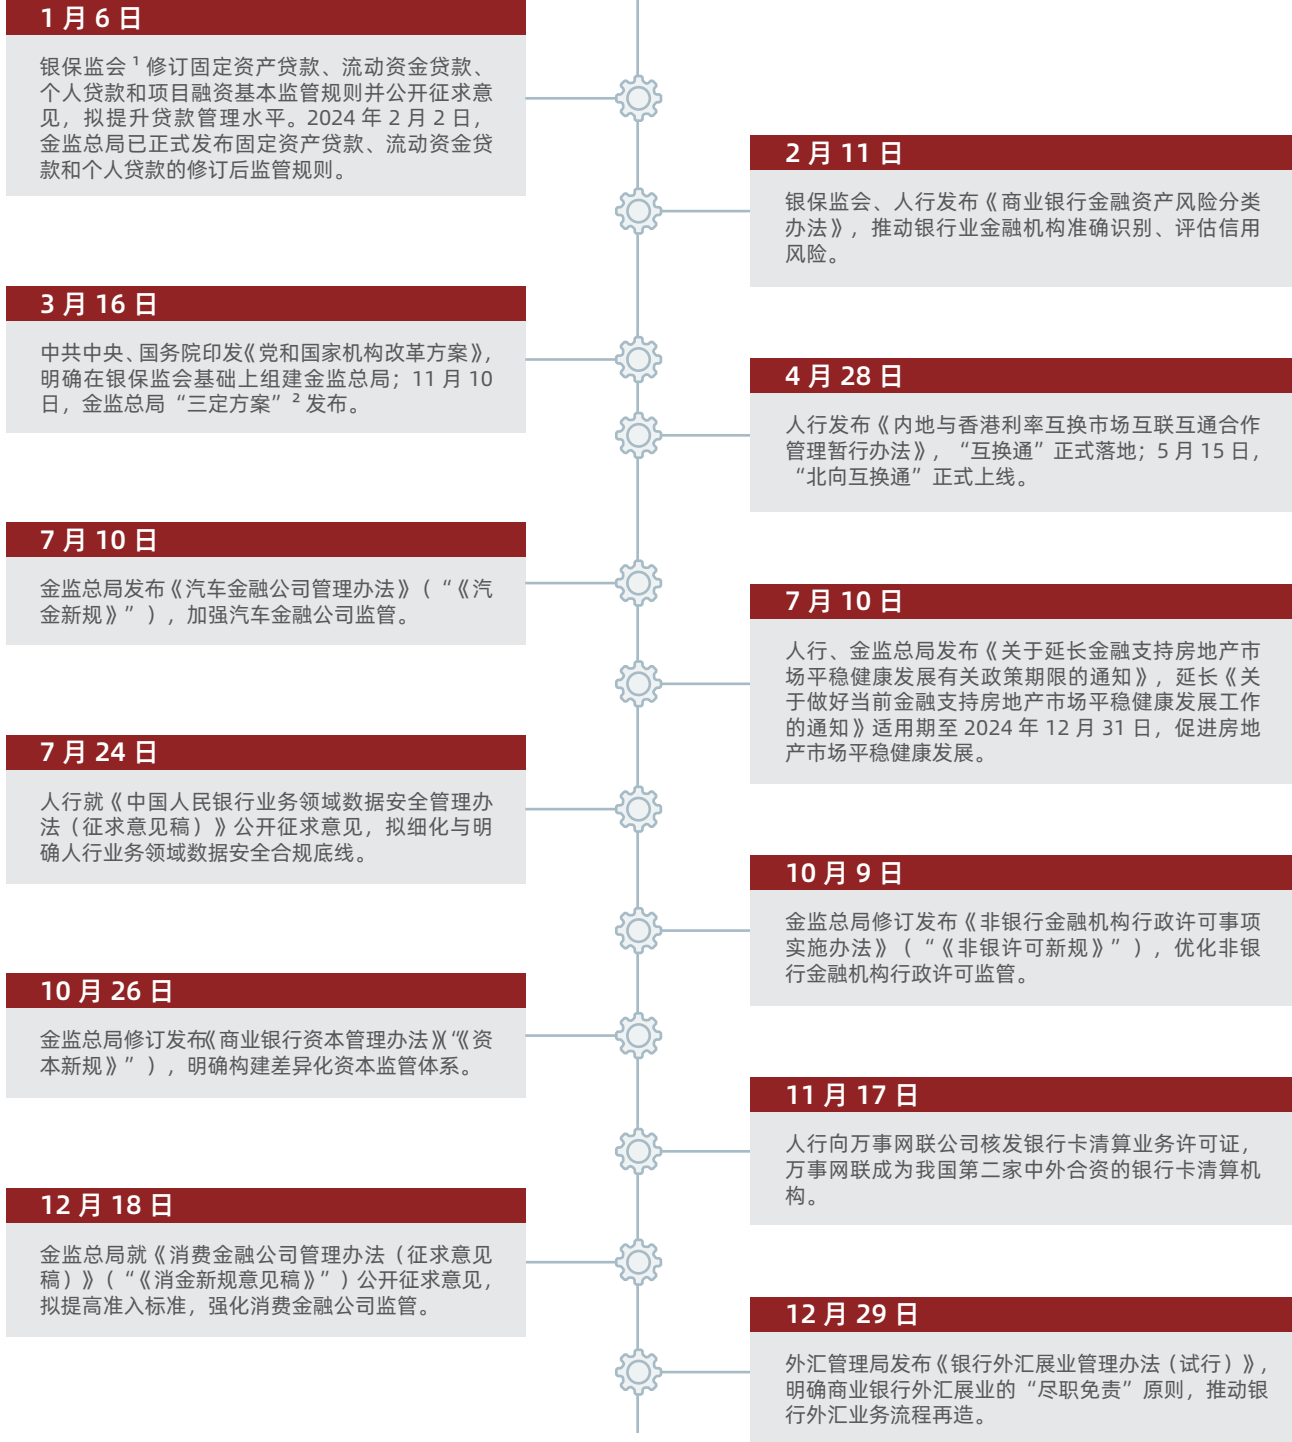 1 月 6 日
银保监会 ¹ 修订固定资产贷款、流动资金贷款、
个人贷款和项目融资基本监管规则并公开征求意
见，拟提升贷款管理水平。2024 年 2 月 2 日，
金监总局已正式发布固定资产贷款、流动资金贷
款和个人贷款的修订后监管规则。
2 月 11 日
银保监会、人行发布《商业银行金融资产风险分类
办法》，推动银行业金融机构准确识别、评估信用
风险。
3 月 16 日
中共中央、国务院印发《党和国家机构改革方案》，
明确在银保监会基础上组建金监总局；11 月 10
日，金监总局“三定方案” ² 发布。
4 月 28 日
人行发布《内地与香港利率互换市场互联互通合作
管理暂行办法》，“互换通”正式落地；5 月 15 日，
“北向互换通”正式上线。
7 月 10 日
金监总局发布《汽车金融公司管理办法》（“《汽
金新规》”），加强汽车金融公司监管。
7 月 10 日
人行、金监总局发布《关于延长金融支持房地产市
场平稳健康发展有关政策期限的通知》，延长《关
于做好当前金融支持房地产市场平稳健康发展工作
的通知》适用期至 2024 年 12 月 31 日，促进房地
产市场平稳健康发展。
7 月 24 日
人行就《中国人民银行业务领域数据安全管理办
法（征求意见稿）》公开征求意见，拟细化与明
确人行业务领域数据安全合规底线。
10 月 9 日
金监总局修订发布《非银行金融机构行政许可事项
实施办法》（“《非银许可新规》”），优化非银
行金融机构行政许可监管。
10 月 26 日
金监总局修订发布《商业银行资本管理办法》（“《资
本新规》”），明确构建差异化资本监管体系。
11 月 17 日
人行向万事网联公司核发银行卡清算业务许可证，
万事网联成为我国第二家中外合资的银行卡清算机
构。
12 月 18 日
金监总局就《消费金融公司管理办法（征求意见
稿）》（“《消金新规意见稿》”）公开征求意见，
拟提高准入标准，强化消费金融公司监管。
12 月 29 日
外汇管理局发布《银行外汇展业管理办法（试行）》，
明确商业银行外汇展业的“尽职免责”原则，推动银
行外汇业务流程再造。